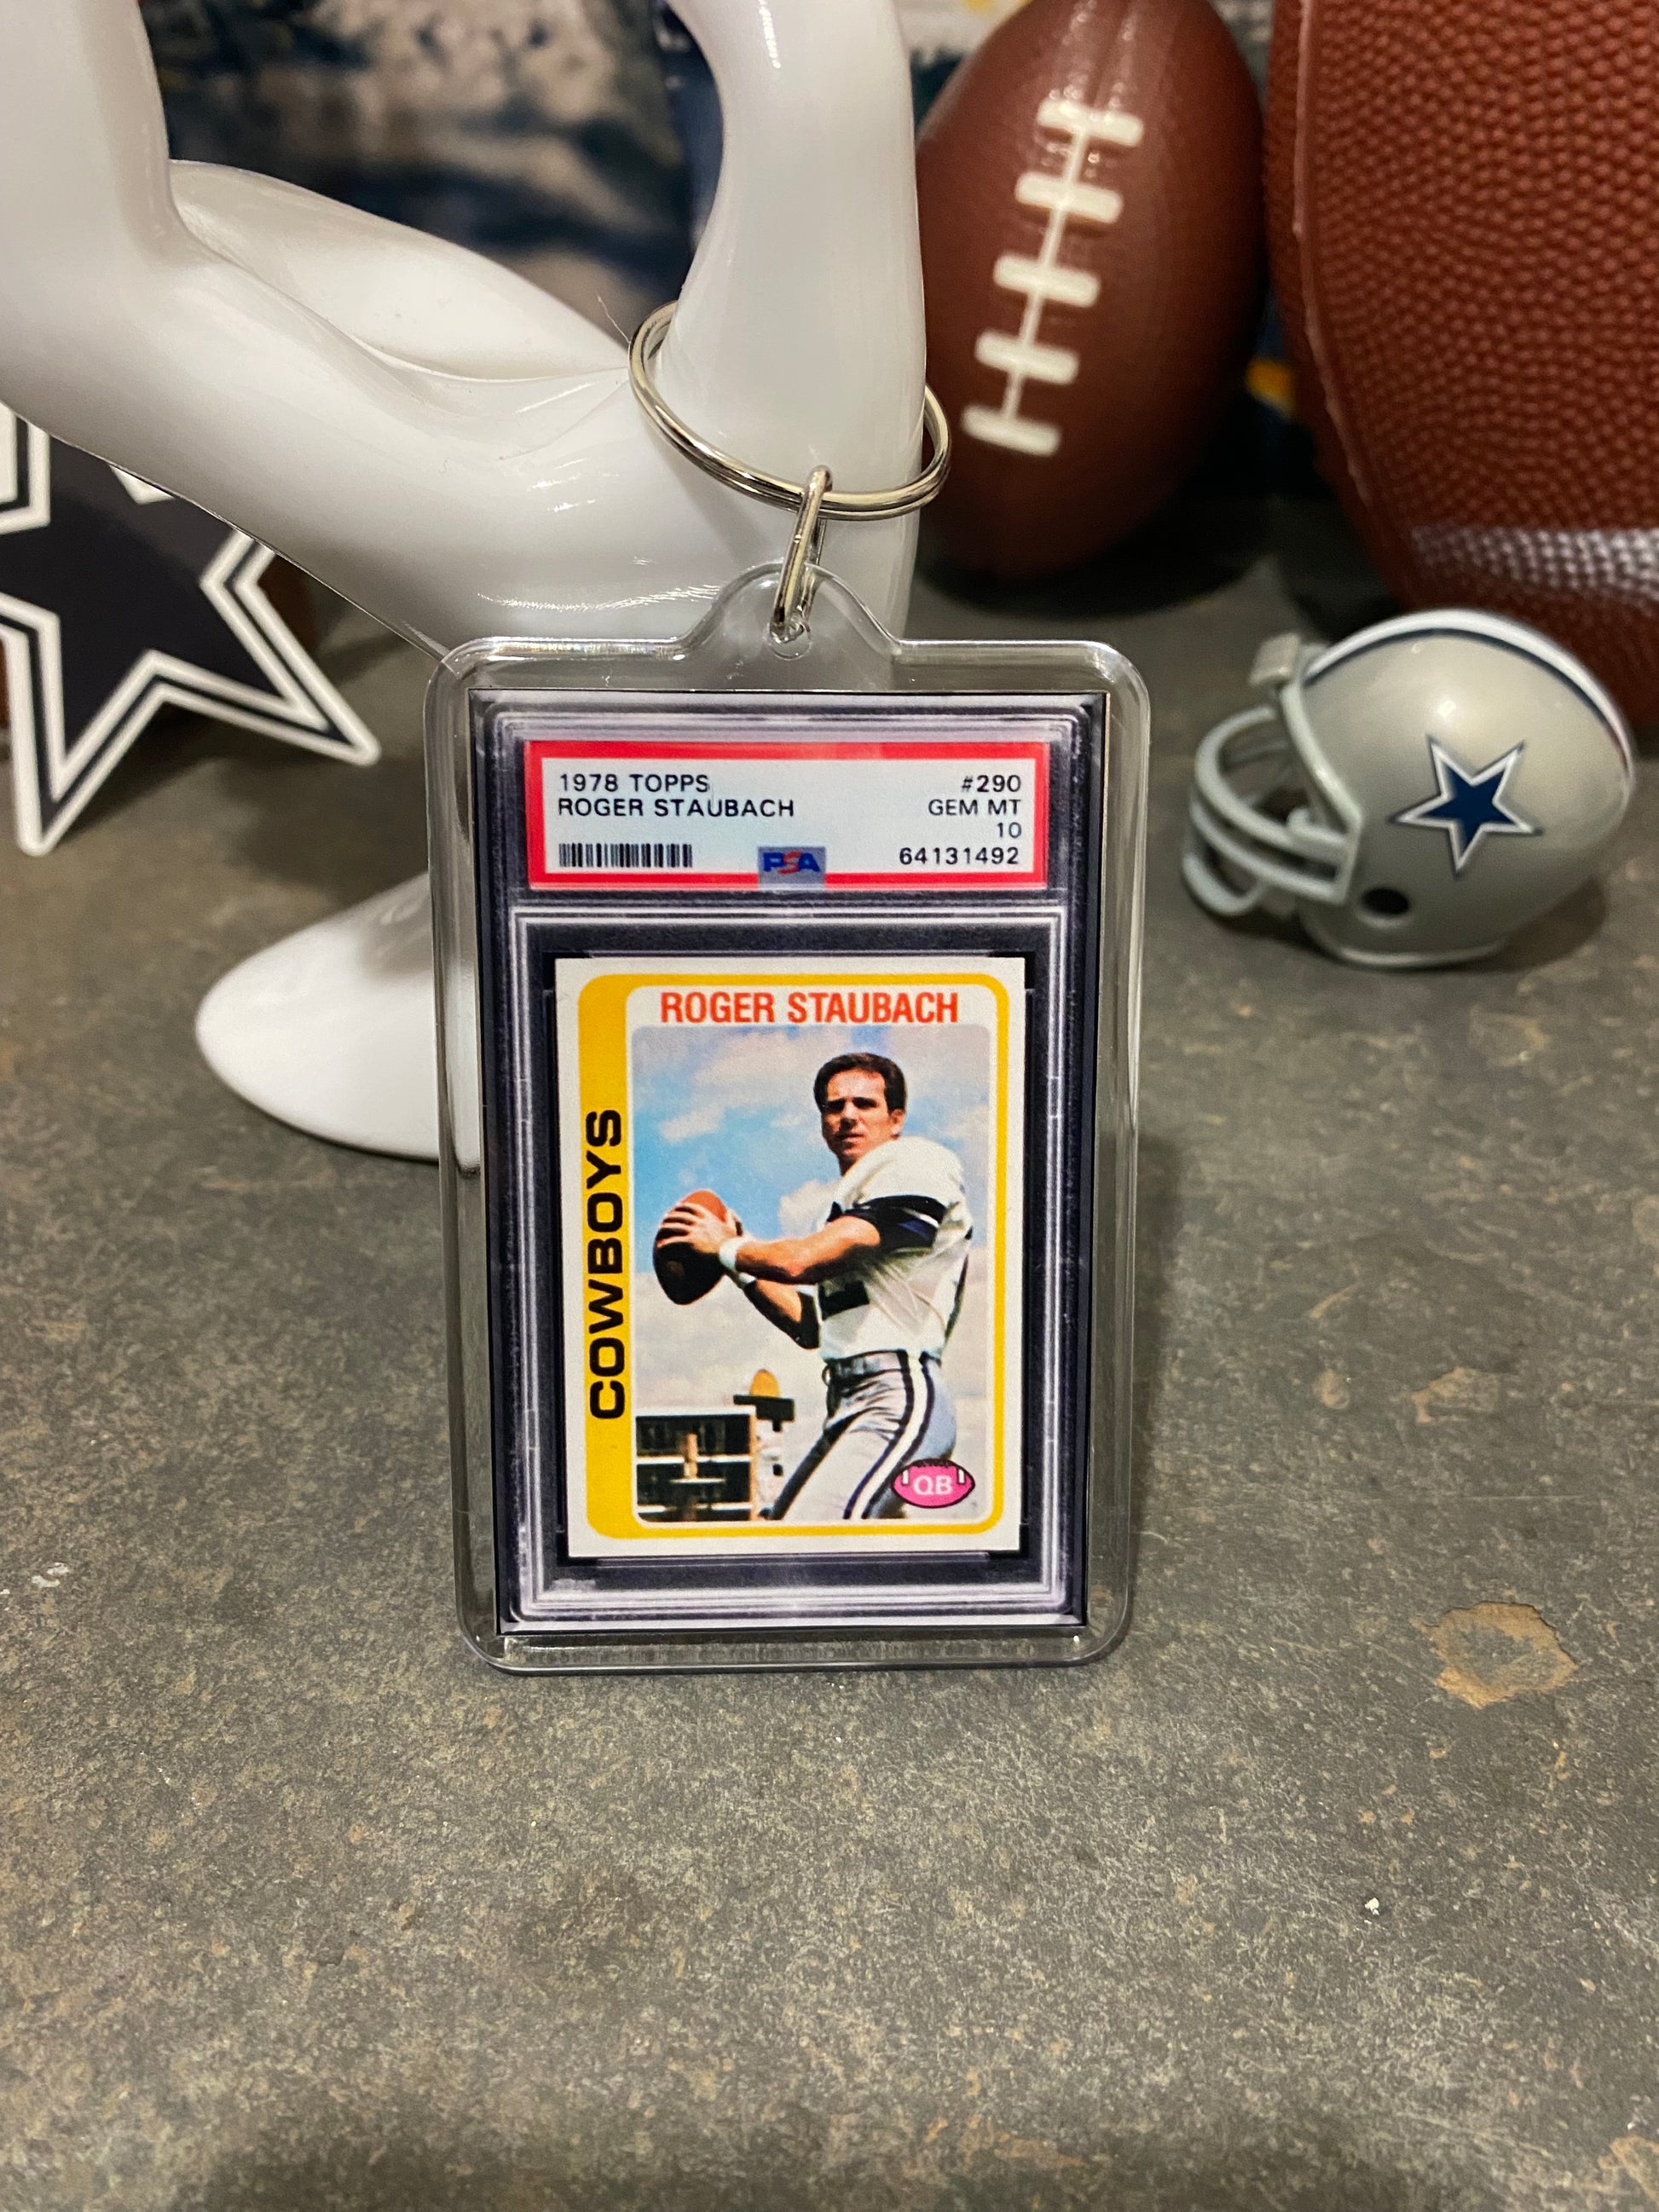 1978 TOPPS #290
ROGER STAUBACH GEM MT
10
PSA 64131492
ROGER STAUBACH
COWBOYS
QB